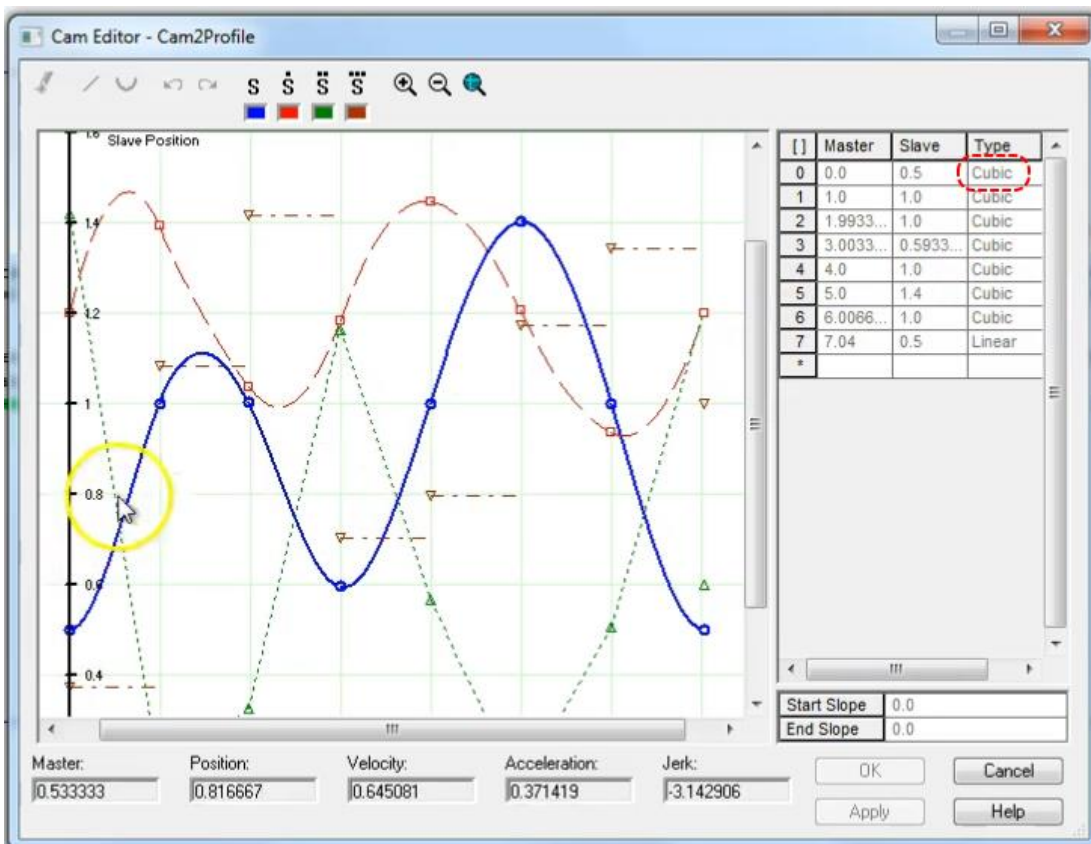 Cam Editor - Cam2Profile
S Ṡ S̈ S⃛
1.6 Slave Position
1.4
1.2
1
0.8
0.6
0.4
[ ] Master Slave Type
0 0.0 0.5 Cubic
1 1.0 1.0 Cubic
2 1.9933... 1.0 Cubic
3 3.0033... 0.5933... Cubic
4 4.0 1.0 Cubic
5 5.0 1.4 Cubic
6 6.0066... 1.0 Cubic
7 7.04 0.5 Linear
*
Start Slope 0.0
End Slope 0.0
Master: Position: Velocity: Acceleration: Jerk:
0.533333 0.816667 0.645081 0.371419 -3.142906
OK Cancel
Apply Help